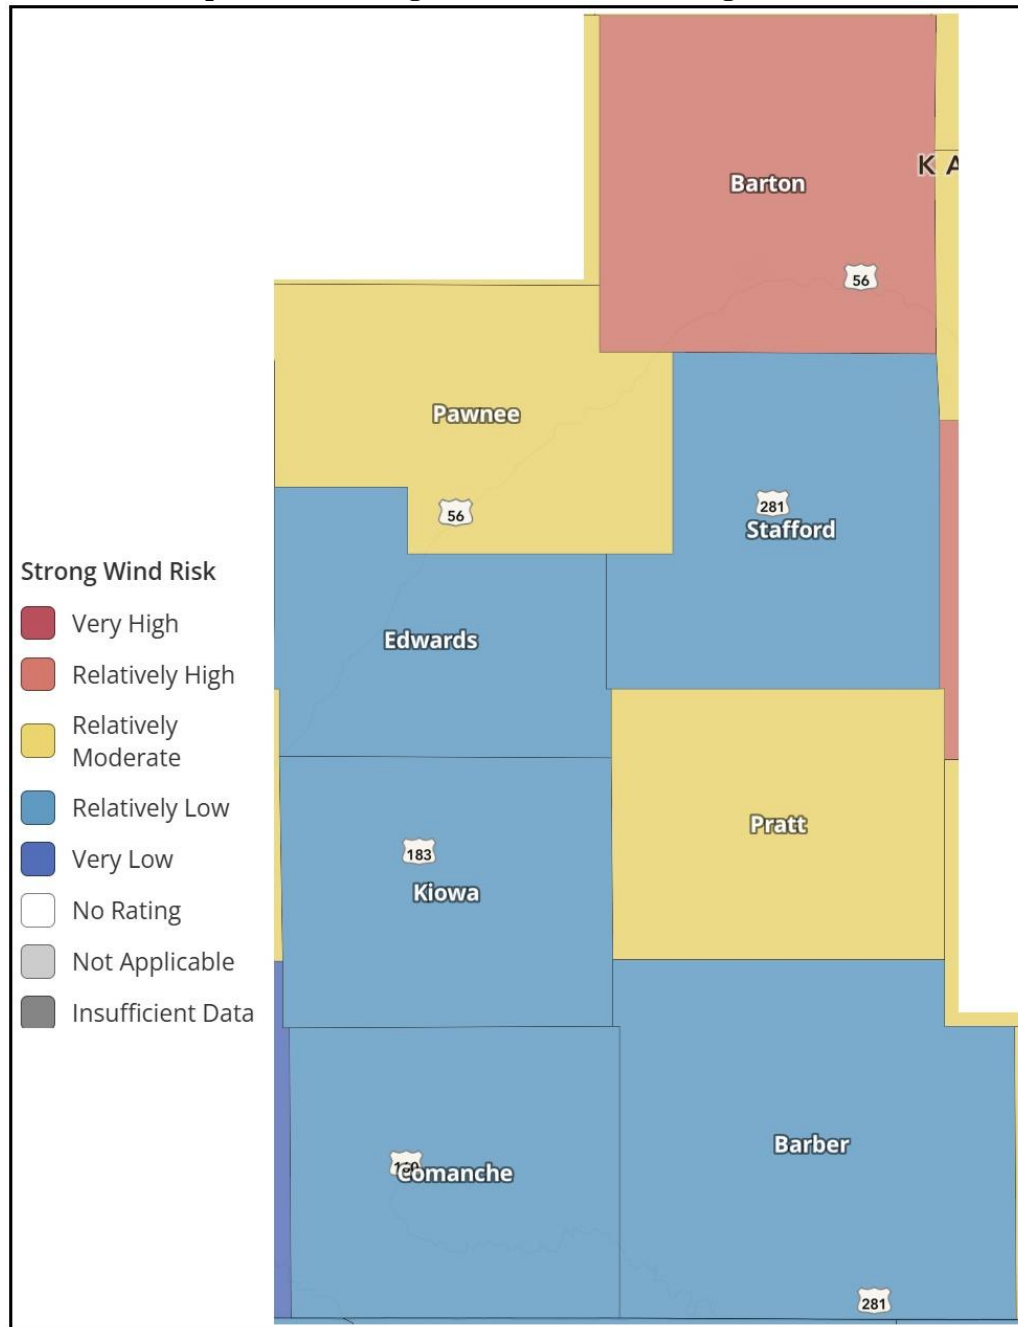 Barton
K A
56
Pawnee
56
281
Stafford
Strong Wind Risk
Very High
Relatively High
Relatively
Moderate
Relatively Low
Very Low
No Rating
Not Applicable
Insufficient Data
Edwards
Pratt
183
Kiowa
Barber
Comanche
281